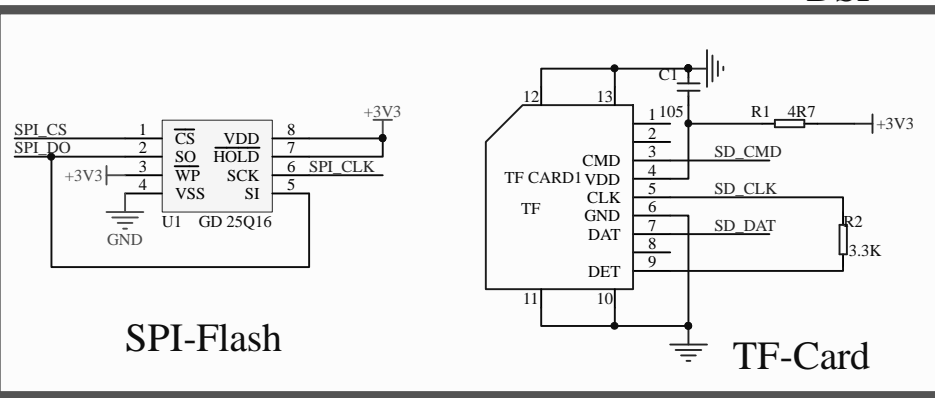 SPI_CS
SPI_DO
1
2
3
4
+3V3
GND
CS
SO
WP
VSS
VDD
HOLD
SCK
SI
8
7
6
5
+3V3
SPI_CLK
U1
GD 25Q16
SPI-Flash
C1
105
12
13
1
2
3
4
5
6
7
8
9
CMD
TF CARD1
VDD
CLK
TF
GND
DAT
DET
11
10
R1
4R7
+3V3
SD_CMD
SD_CLK
SD_DAT
R2
3.3K
TF-Card